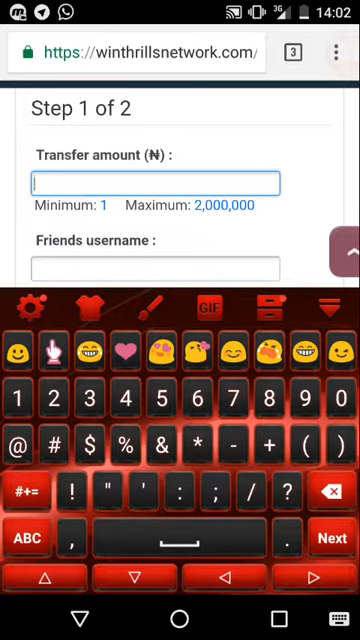 3G 14:02
https://winthrillsnetwork.com/ 3
Step 1 of 2
Transfer amount (₦) :
Minimum: 1 Maximum: 2,000,000
Friends username :
GIF
1 2 3 4 5 6 7 8 9 0
@ # $ % & * - + ( )
#+= ! " ' : ; / ?
ABC , . Next